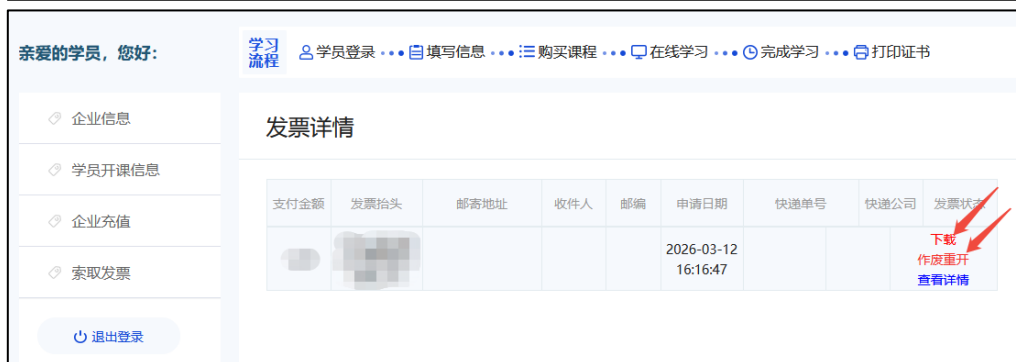 亲爱的学员，您好：
学习流程
学员登录
填写信息
购买课程
在线学习
完成学习
打印证书
企业信息
学员开课信息
企业充值
索取发票
退出登录
发票详情
支付金额 发票抬头 邮寄地址 收件人 邮编 申请日期 快递单号 快递公司 发票状态
2026-03-12
16:16:47
下载
作废重开
查看详情